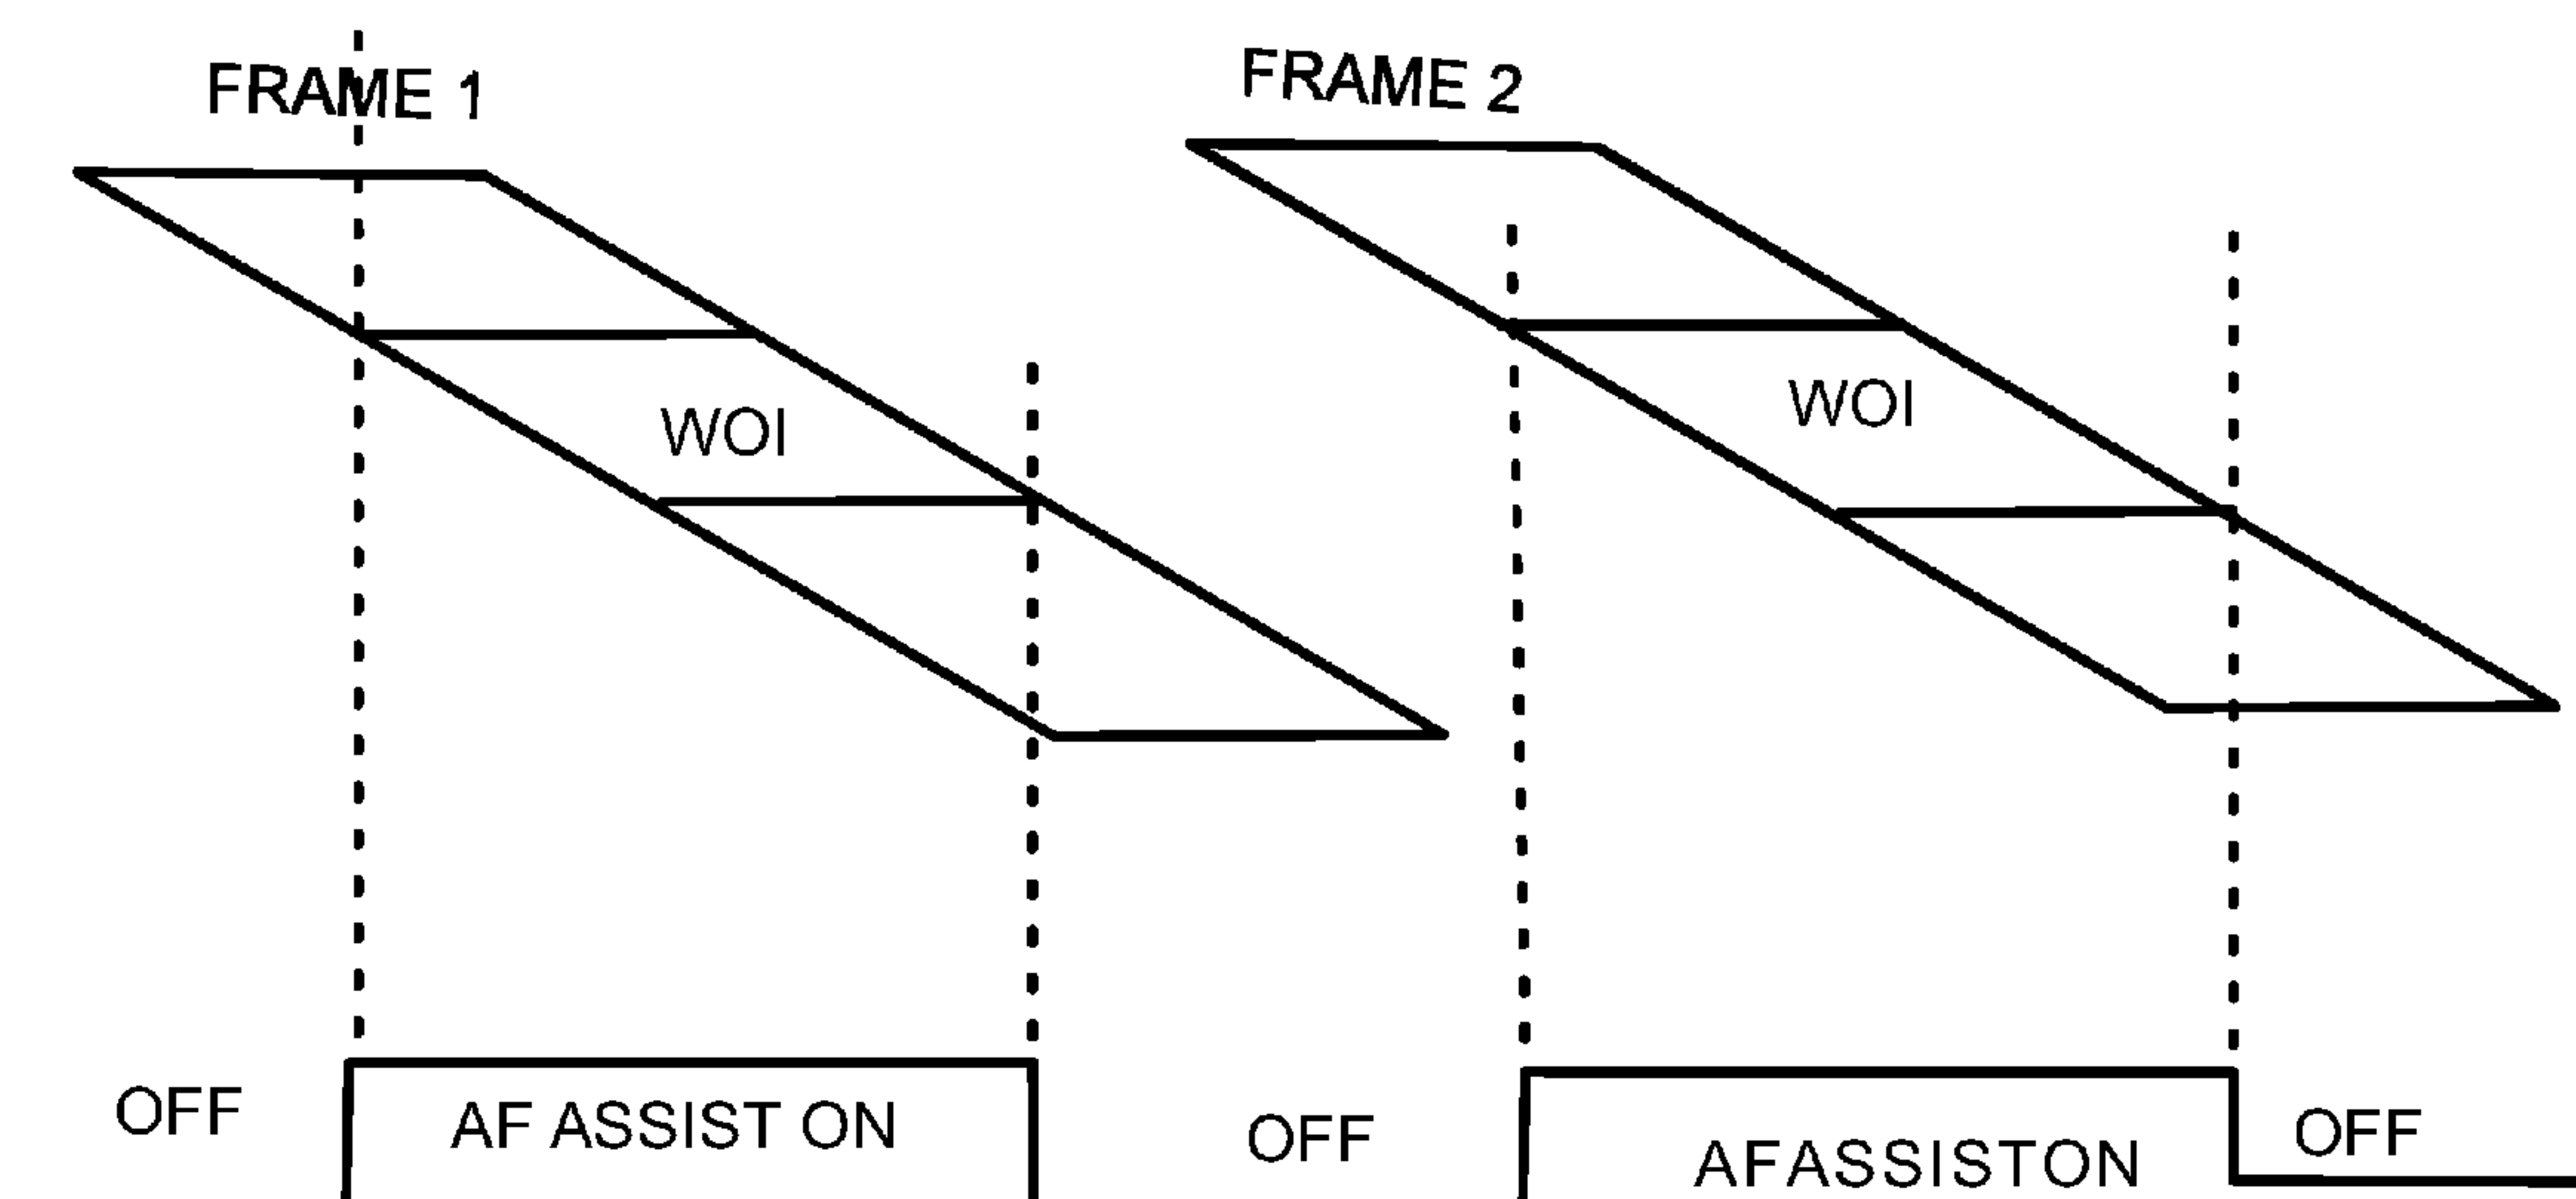 FRAME 1
FRAME 2
WOI
WOI
OFF
AF ASSIST ON
OFF
AFASSISTON
OFF